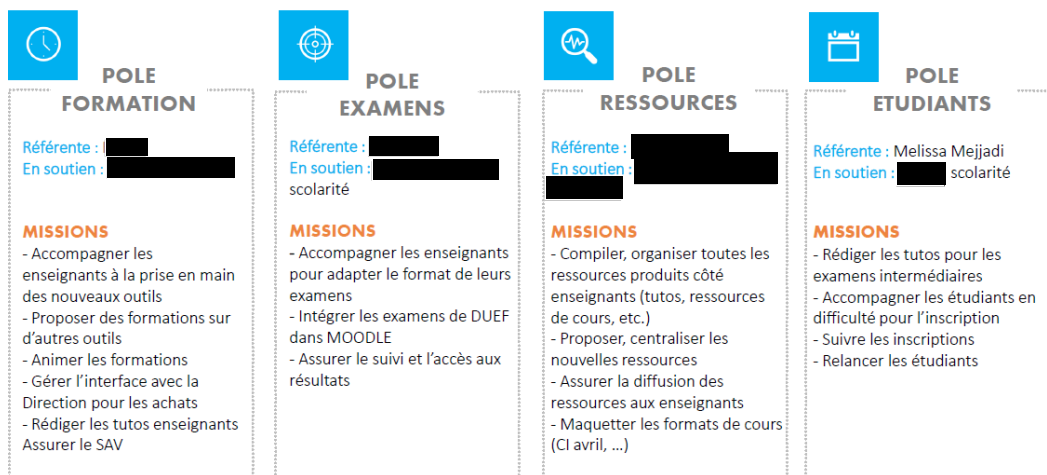 POLE
FORMATION
Référente :
En soutien :
MISSIONS
- Accompagner les
enseignants à la prise en main
des nouveaux outils
- Proposer des formations sur
d'autres outils
- Animer les formations
- Gérer l'interface avec la
Direction pour les achats
- Rédiger les tutos enseignants
Assurer le SAV
POLE
EXAMENS
Référente :
En soutien :
scolarité
MISSIONS
- Accompagner les enseignants
pour adapter le format de leurs
examens
- Intégrer les examens de DUEF
dans MOODLE
- Assurer le suivi et l'accès aux
résultats
POLE
RESSOURCES
Référente :
En soutien :
MISSIONS
- Compiler, organiser toutes les
ressources produits côté
enseignants (tutos, ressources
de cours, etc.)
- Proposer, centraliser les
nouvelles ressources
- Assurer la diffusion des
ressources aux enseignants
- Maquetter les formats de cours
(CI avril, ...)
POLE
ETUDIANTS
Référente : Melissa Mejjadi
En soutien : scolarité
MISSIONS
- Rédiger les tutos pour les
examens intermédiaires
- Accompagner les étudiants en
difficulté pour l'inscription
- Suivre les inscriptions
- Relancer les étudiants